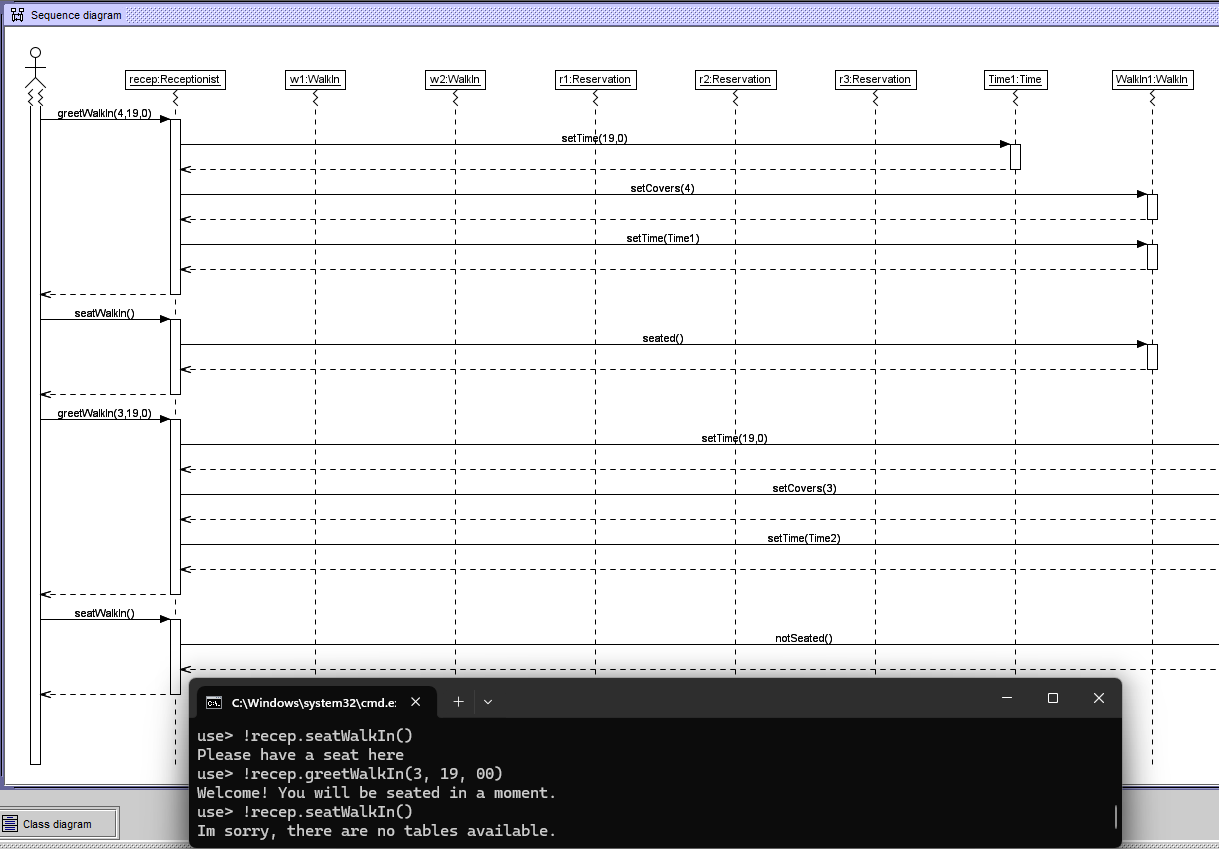 Sequence diagram
recep:Receptionist w1:WalkIn w2:WalkIn r1:Reservation r2:Reservation r3:Reservation Time1:Time WalkIn1:WalkIn
greetWalkIn(4,19,0)
setTime(19,0)
setCovers(4)
setTime(Time1)
seatWalkIn()
seated()
greetWalkIn(3,19,0)
setTime(19,0)
setCovers(3)
setTime(Time2)
seatWalkIn()
notSeated()
C:\Windows\system32\cmd.e:
use> !recep.seatWalkIn()
Please have a seat here
use> !recep.greetWalkIn(3, 19, 00)
Welcome! You will be seated in a moment.
use> !recep.seatWalkIn()
Im sorry, there are no tables available.
Class diagram